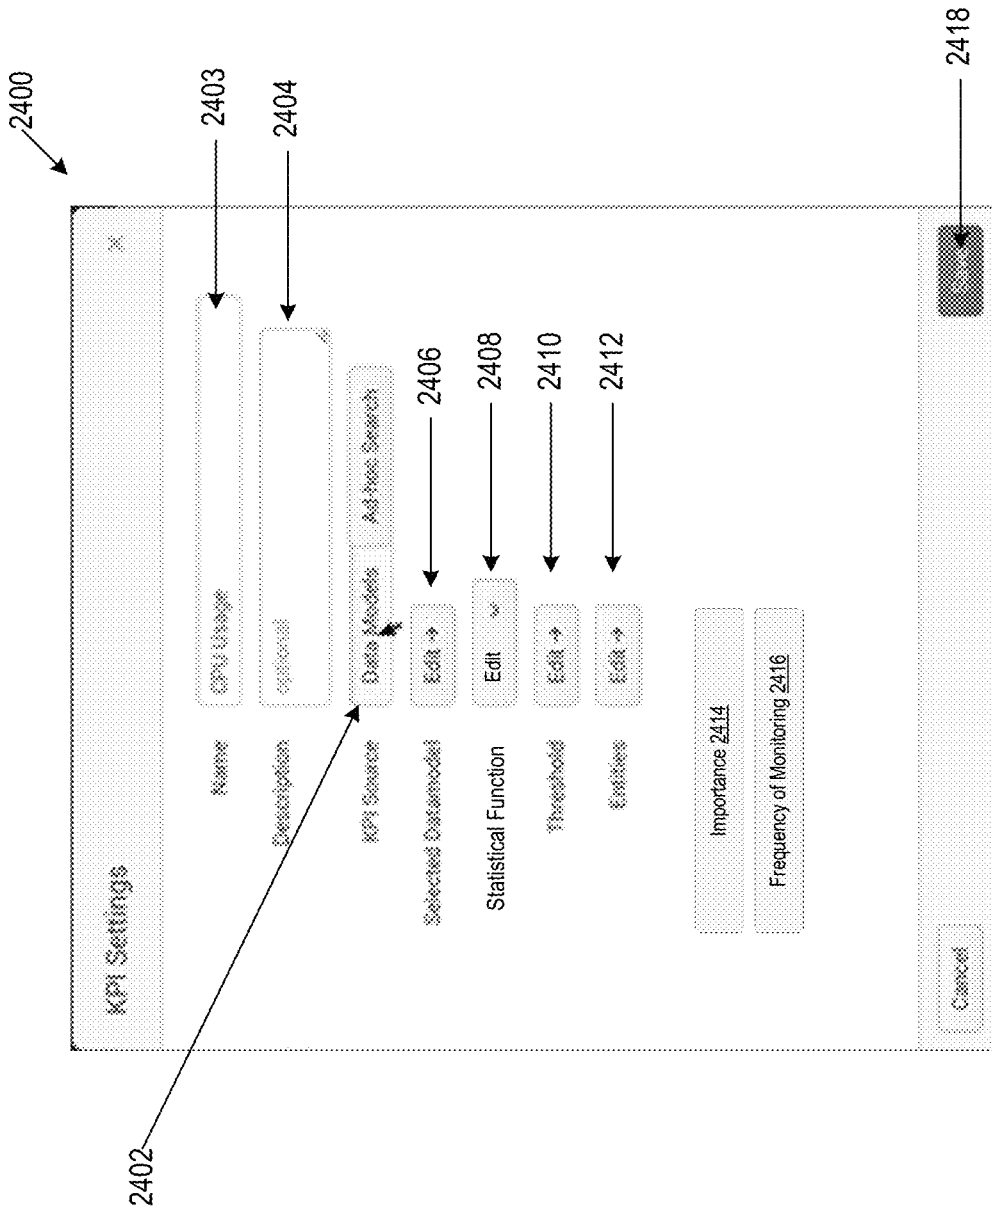 2400
KPI Settings X
Name CPU Usage 2403
Description optional 2404
2402
KPI Source Data Models Ad-hoc Search
Selected Datamodel Edit → 2406
Statistical Function Edit 2408
Threshold Edit → 2410
Entities Edit → 2412
Importance 2414
Frequency of Monitoring 2416
Cancel 2418